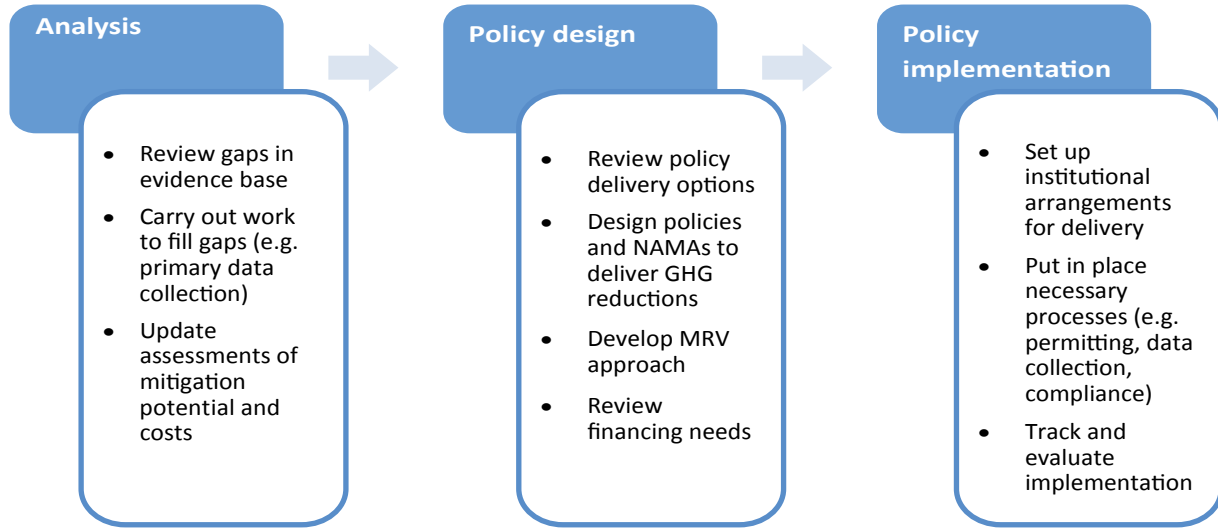 Analysis
• Review gaps in
evidence base
• Carry out work
to fill gaps (e.g.
primary data
collection)
• Update
assessments of
mitigation
potential and
costs
Policy design
• Review policy
delivery options
• Design policies
and NAMAs to
deliver GHG
reductions
• Develop MRV
approach
• Review
financing needs
Policy
implementation
• Set up
institutional
arrangements
for delivery
• Put in place
necessary
processes (e.g.
permitting, data
collection,
compliance)
• Track and
evaluate
implementation